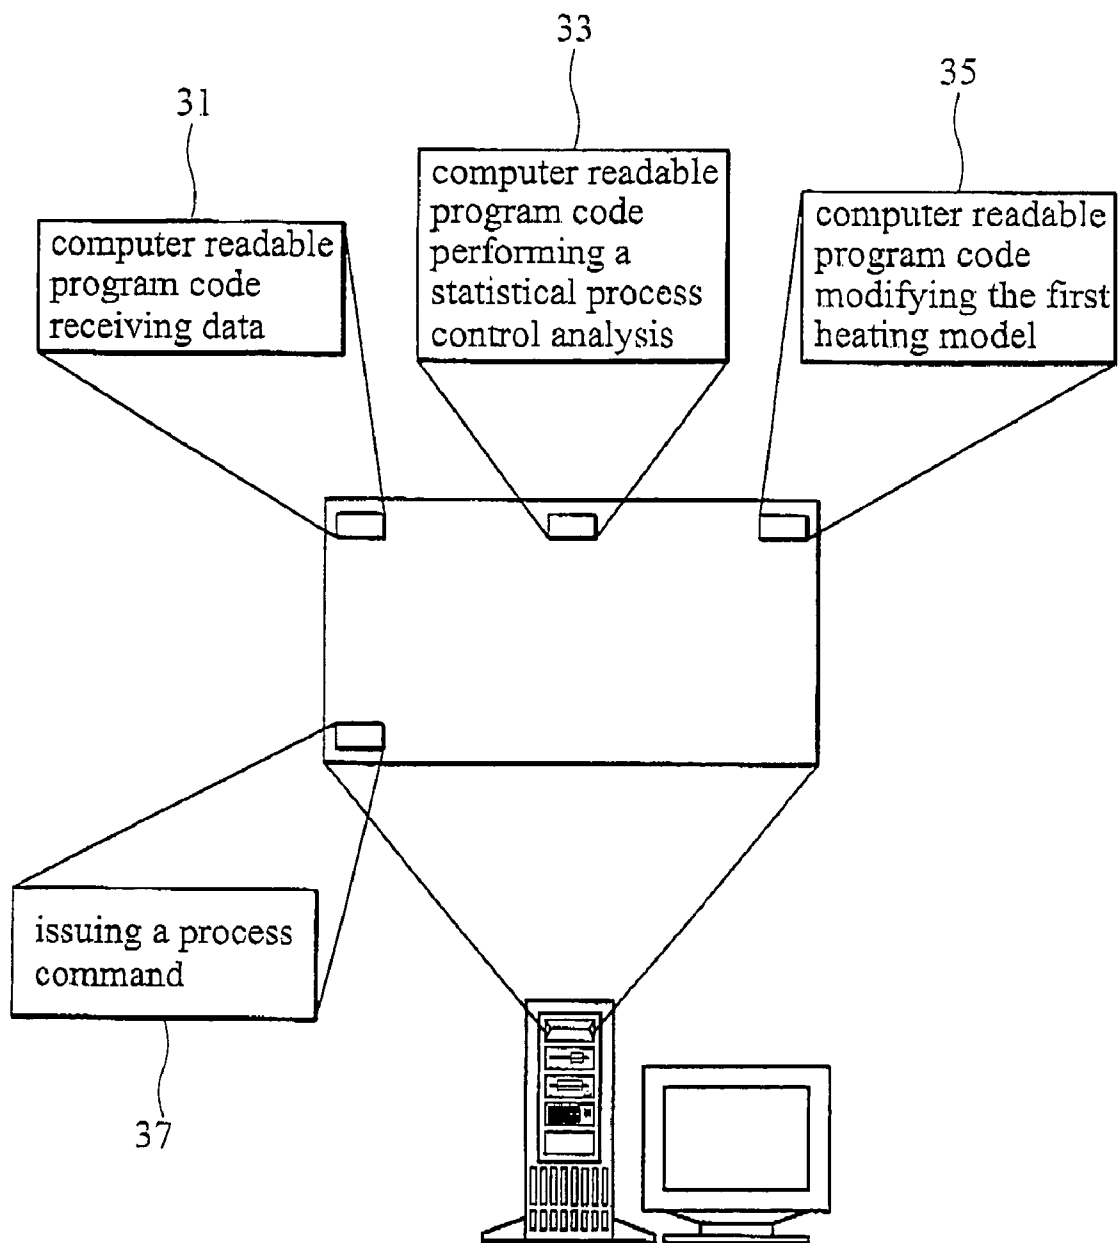 33
35
31
computer readable
program code
performing a
statistical process
control analysis
computer readable
program code
modifying the first
heating model
computer readable
program code
receiving data
issuing a process
command
37